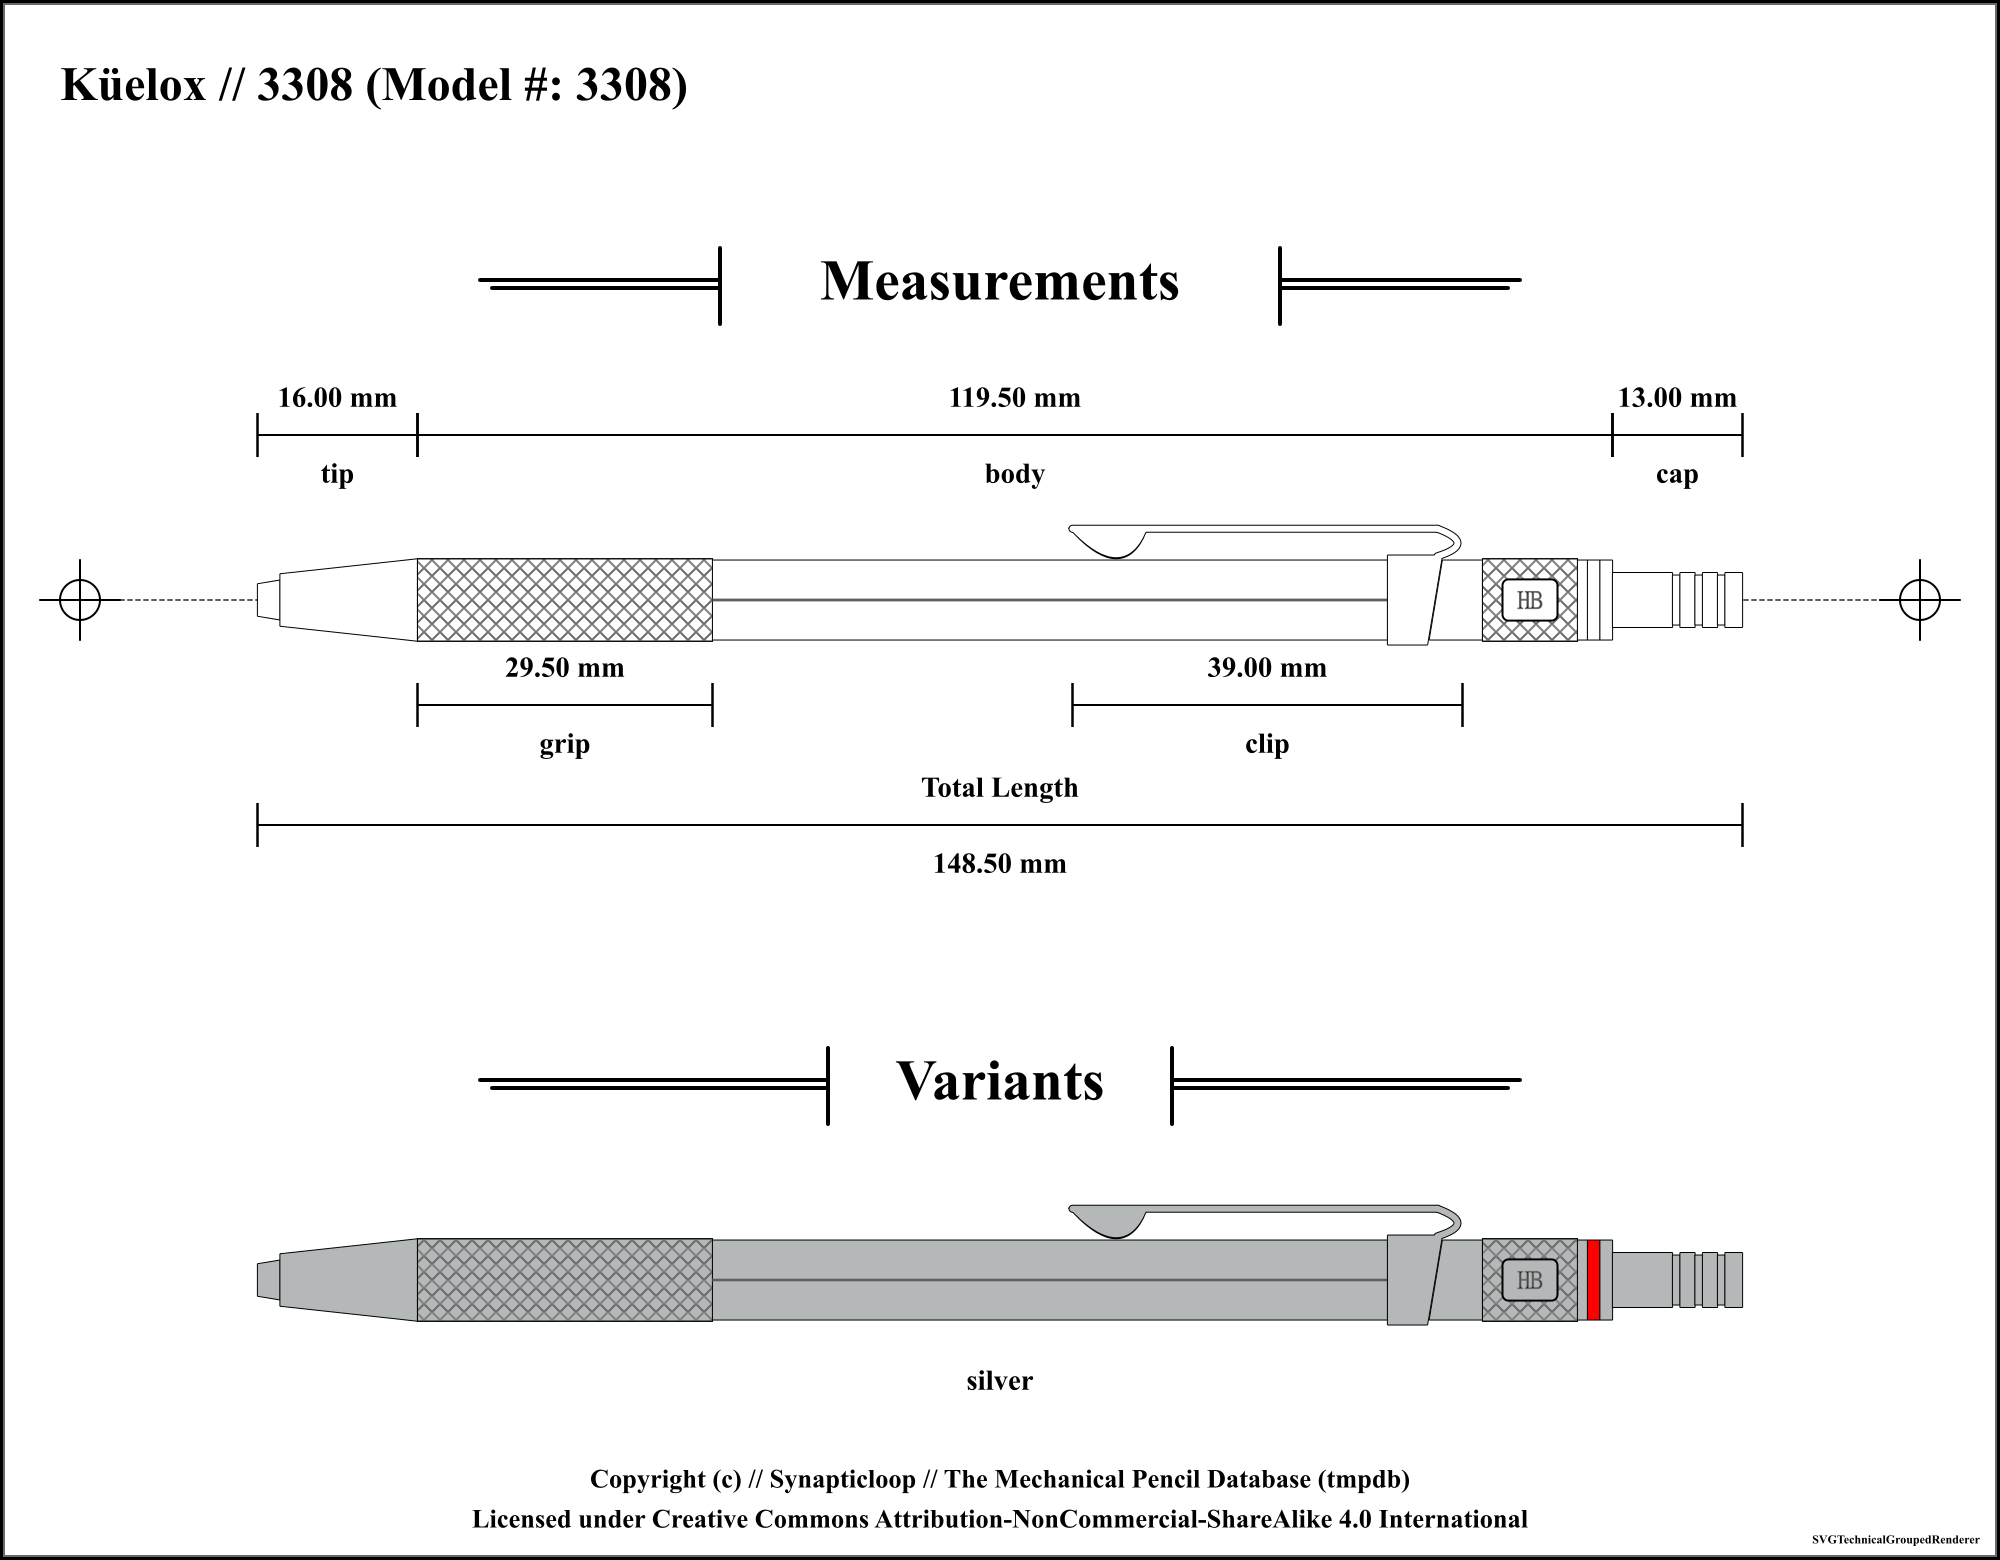 Küelox // 3308 (Model #: 3308)
Measurements
16.00 mm 119.50 mm 13.00 mm
tip body cap
HB
29.50 mm 39.00 mm
grip clip
Total Length
148.50 mm
Variants
HB
silver
Copyright (c) // Synapticloop // The Mechanical Pencil Database (tmpdb)
Licensed under Creative Commons Attribution-NonCommercial-ShareAlike 4.0 International
SVGTechnicalGroupedRenderer